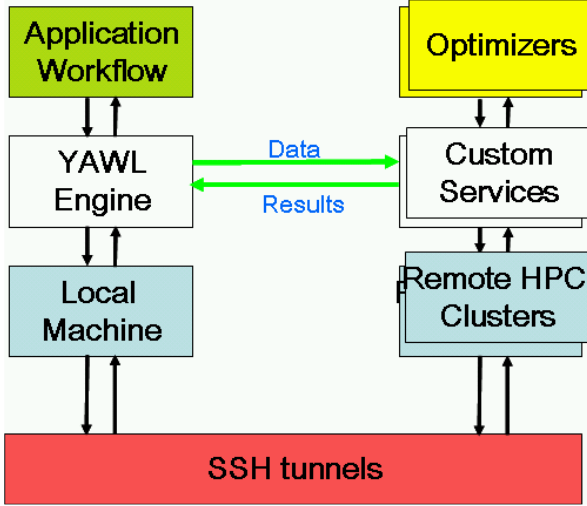 Application
Workflow
Optimizers
YAWL
Engine
Data
Results
Custom
Services
Local
Machine
Remote HPC
Clusters
SSH tunnels